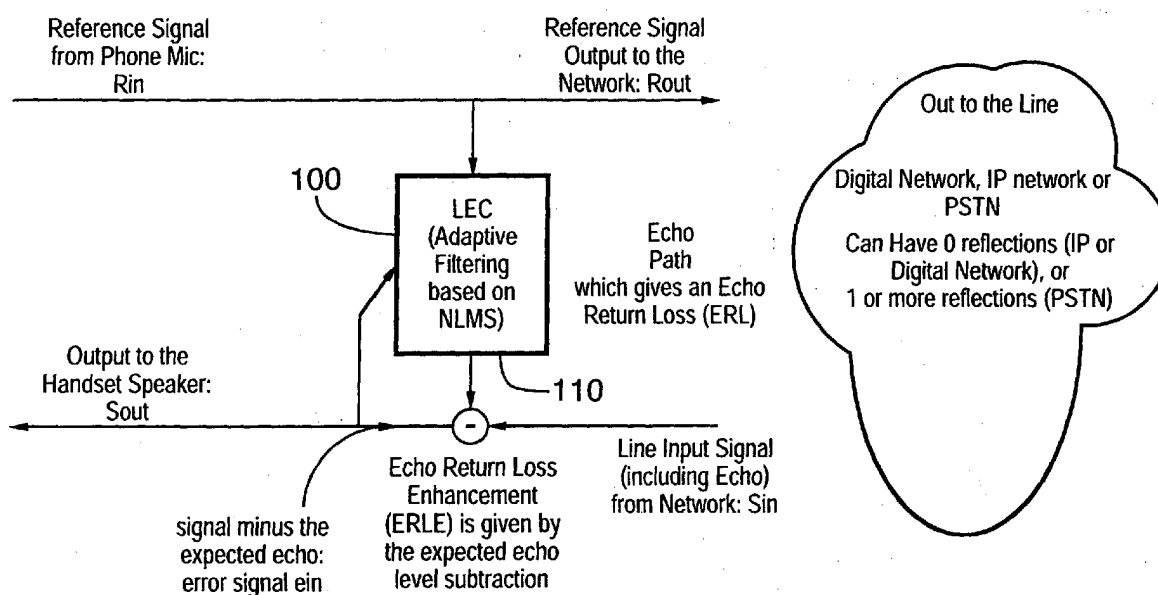 Reference Signal
from Phone Mic:
Rin
Reference Signal
Output to the
Network: Rout
Out to the Line
Digital Network, IP network or
PSTN
Can Have 0 reflections (IP or
Digital Network), or
1 or more reflections (PSTN)
100
LEC
(Adaptive
Filtering
based on
NLMS)
Echo
Path
which gives an Echo
Return Loss (ERL)
110
Output to the
Handset Speaker:
Sout
-
Line Input Signal
(including Echo)
from Network: Sin
Echo Return Loss
Enhancement
(ERLE) is given by
the expected echo
level subtraction
signal minus the
expected echo:
error signal ein